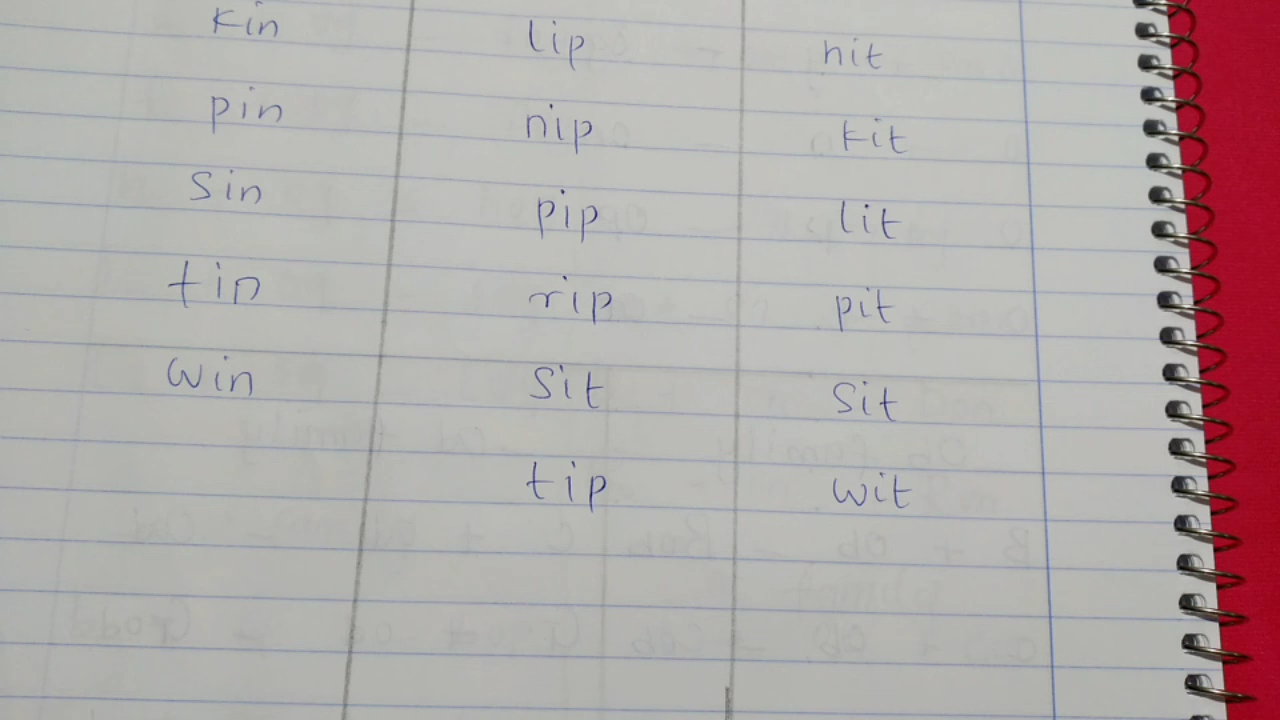 kin lip hit
pin nip kit
sin pip lit
tin rip pit
win sit sit
tip wit